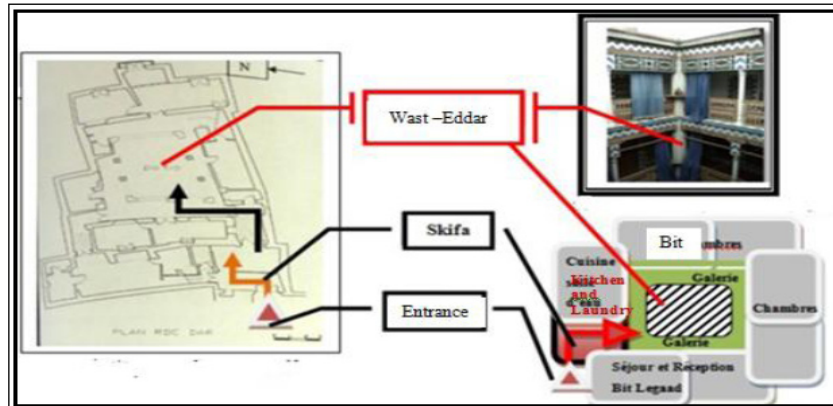 N
Wast –Eddar
Skifa
Entrance
PLAN RDC DAR
Bit
Cuisine
Kitchen
and
d'eau
Laundry
Galerie
Chambres
Galerie
Séjour et Réception
Bit Legaad